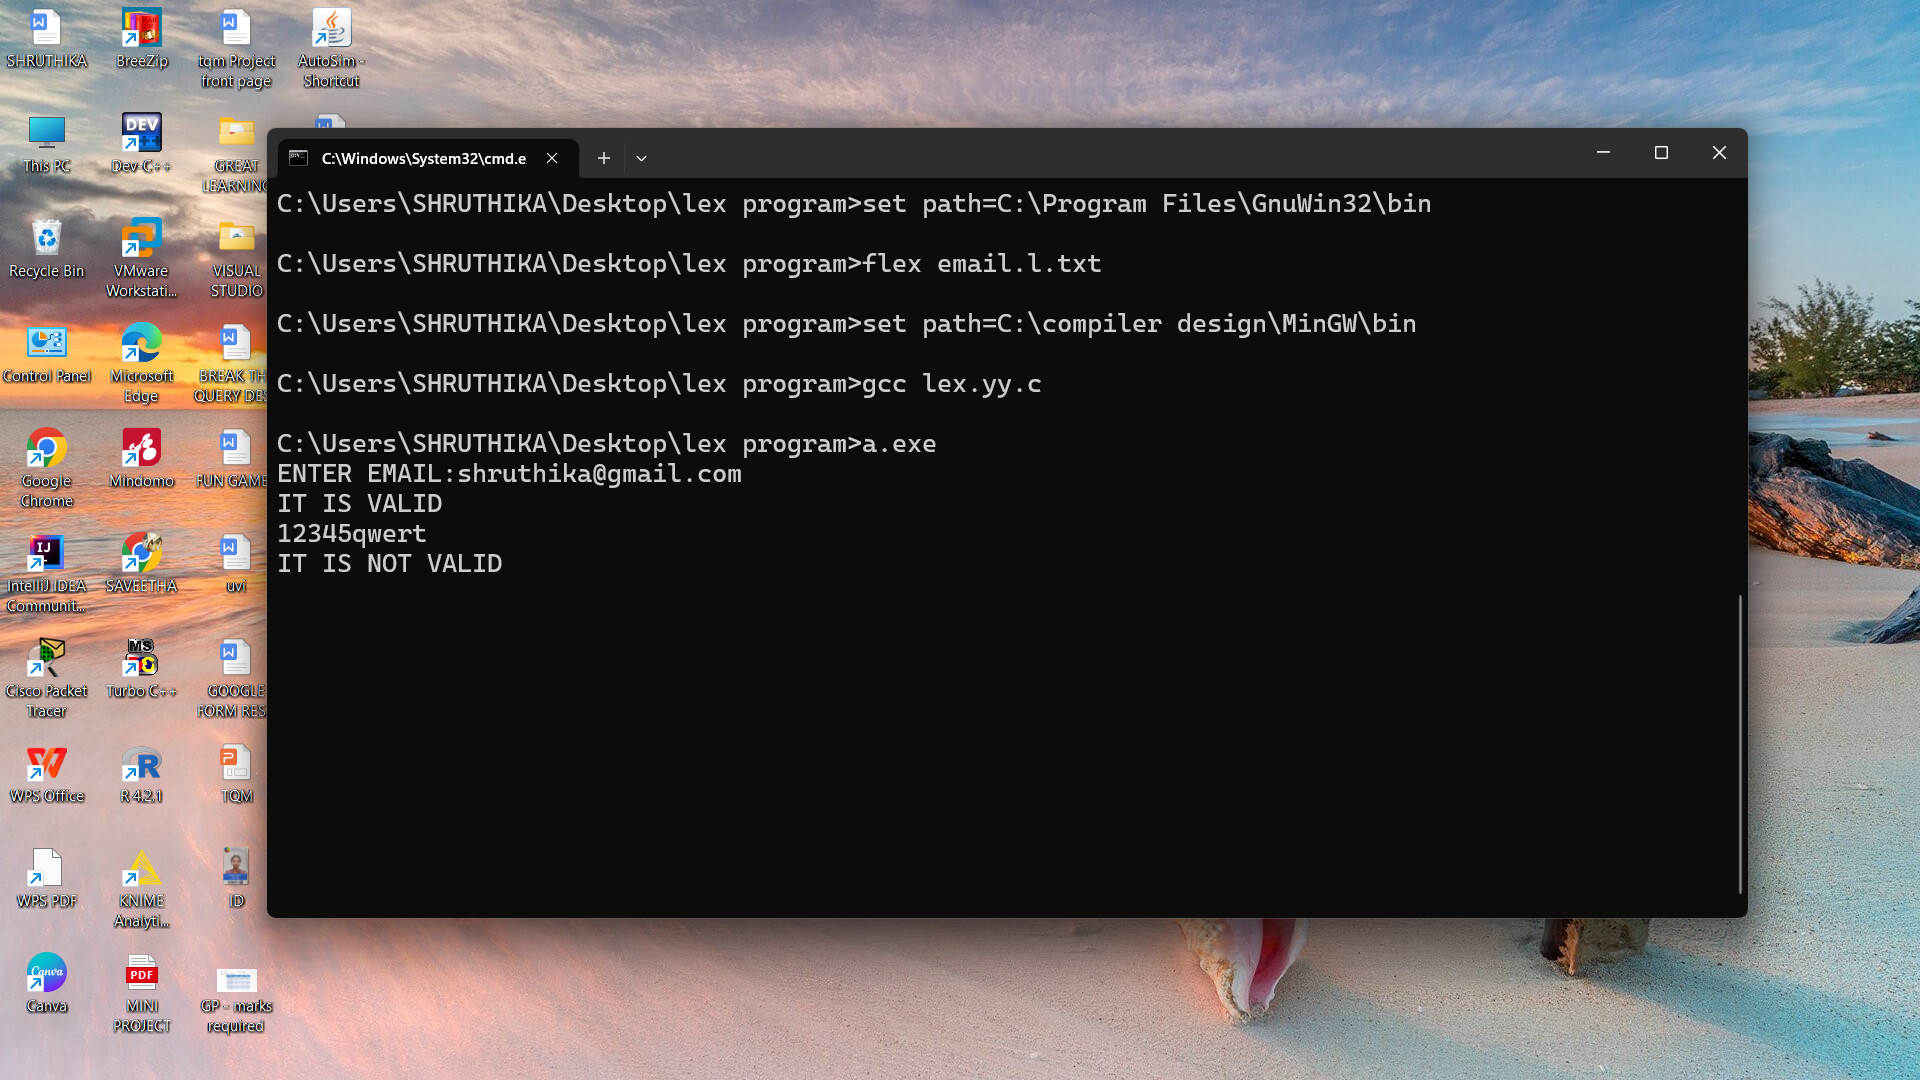 SHRUTHIKA
BreeZip
tqm Project
front page
AutoSim -
Shortcut
This PC
DEV
Dev-C++
GREAT
LEARNING
Recycle Bin
VMware
Workstati...
VISUAL
STUDIO
Control Panel
Microsoft
Edge
BREAK TH
QUERY DES
Google
Chrome
Mindomo
FUN GAME
IJ
IntelliJ IDEA
Communit...
SAVEETHA
uvi
Cisco Packet
Tracer
MS
Turbo C++
GOOGLE
FORM RES
WPS Office
R 4.2.1
TQM
WPS PDF
KNIME
Analyti...
ID
Canva
Canva
PDF
MINI
PROJECT
GP - marks
required
C:\Windows\System32\cmd.e
C:\Users\SHRUTHIKA\Desktop\lex program>set path=C:\Program Files\GnuWin32\bin
C:\Users\SHRUTHIKA\Desktop\lex program>flex email.l.txt
C:\Users\SHRUTHIKA\Desktop\lex program>set path=C:\compiler design\MinGW\bin
C:\Users\SHRUTHIKA\Desktop\lex program>gcc lex.yy.c
C:\Users\SHRUTHIKA\Desktop\lex program>a.exe
ENTER EMAIL:shruthika@gmail.com
IT IS VALID
12345qwert
IT IS NOT VALID